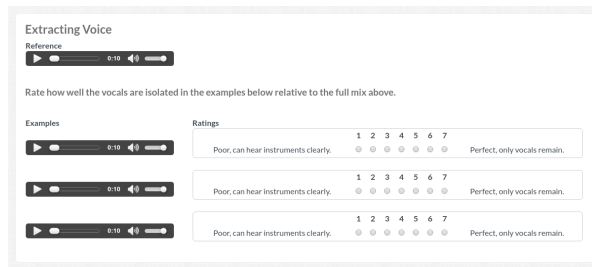 Extracting Voice
Reference
0:10
Rate how well the vocals are isolated in the examples below relative to the full mix above.
Examples Ratings
1 2 3 4 5 6 7
0:10 Poor, can hear instruments clearly. Perfect, only vocals remain.
1 2 3 4 5 6 7
0:10 Poor, can hear instruments clearly. Perfect, only vocals remain.
1 2 3 4 5 6 7
0:10 Poor, can hear instruments clearly. Perfect, only vocals remain.